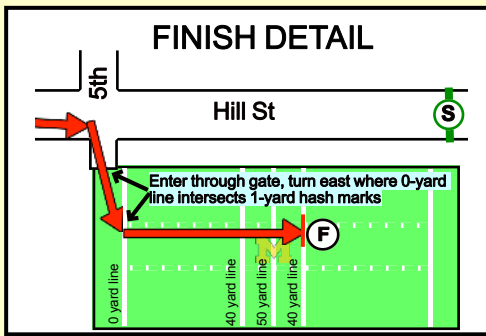 FINISH DETAIL
5th
Hill St
S
Enter through gate, turn east where 0-yard
line intersects 1-yard hash marks
F
M
0 yard line
40 yard line
50 yard line
40 yard line